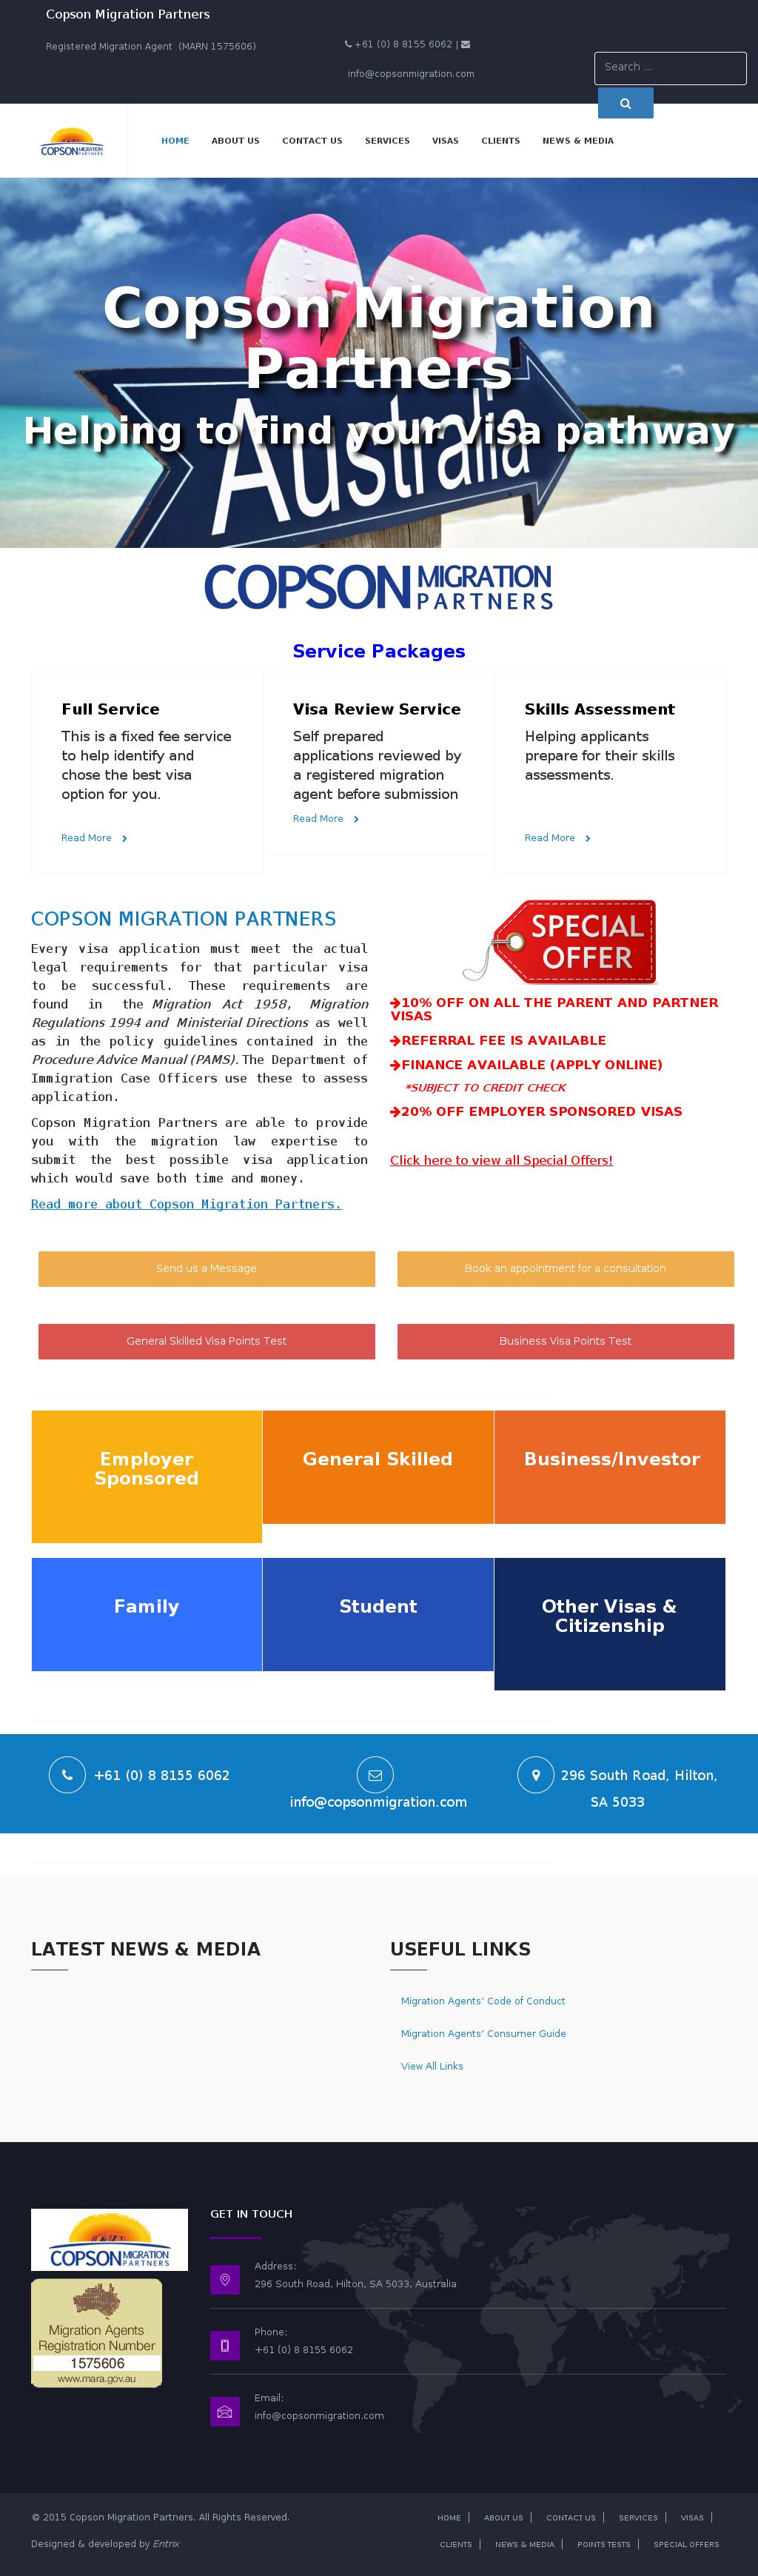 Copson Migration Partners
Registered Migration Agent (MARN 1575606)
+61 (0) 8 8155 6062 |
info@copsonmigration.com
Search ...
COPSON MIGRATION
PARTNERS
HOME ABOUT US CONTACT US SERVICES VISAS CLIENTS NEWS & MEDIA
Australia
Copson Migration
Partners
Helping to find your Visa pathway
COPSON MIGRATION
PARTNERS
Service Packages
Full Service
This is a fixed fee service
to help identify and
chose the best visa
option for you.
Read More
Visa Review Service
Self prepared
applications reviewed by
a registered migration
agent before submission
Read More
Skills Assessment
Helping applicants
prepare for their skills
assessments.
Read More
COPSON MIGRATION PARTNERS
Every visa application must meet the actual
legal requirements for that particular visa
to be successful. These requirements are
found in the Migration Act 1958, Migration
Regulations 1994 and Ministerial Directions as well
as in the policy guidelines contained in the
Procedure Advice Manual (PAMS). The Department of
Immigration Case Officers use these to assess
application.
Copson Migration Partners are able to provide
you with the migration law expertise to
submit the best possible visa application
which would save both time and money.
Read more about Copson Migration Partners.
SPECIAL
OFFER
10% OFF ON ALL THE PARENT AND PARTNER
VISAS
REFERRAL FEE IS AVAILABLE
FINANCE AVAILABLE (APPLY ONLINE)
*SUBJECT TO CREDIT CHECK
20% OFF EMPLOYER SPONSORED VISAS
Click here to view all Special Offers!
Send us a Message
Book an appointment for a consultation
General Skilled Visa Points Test
Business Visa Points Test
Employer
Sponsored
General Skilled
Business/Investor
Family
Student
Other Visas &
Citizenship
+61 (0) 8 8155 6062
info@copsonmigration.com
296 South Road, Hilton,
SA 5033
LATEST NEWS & MEDIA
USEFUL LINKS
Migration Agents' Code of Conduct
Migration Agents' Consumer Guide
View All Links
COPSON MIGRATION
PARTNERS
Migration Agents
Registration Number
1575606
www.mara.gov.au
GET IN TOUCH
Address:
296 South Road, Hilton, SA 5033, Australia
Phone:
+61 (0) 8 8155 6062
Email:
info@copsonmigration.com
© 2015 Copson Migration Partners. All Rights Reserved.
Designed & developed by Entrix
HOME | ABOUT US | CONTACT US | SERVICES | VISAS |
CLIENTS | NEWS & MEDIA | POINTS TESTS | SPECIAL OFFERS